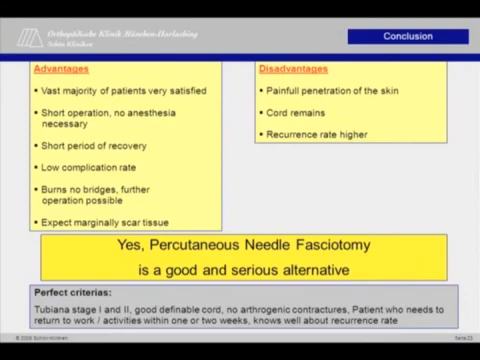 Orthopädische Klinik München-Harlaching
Schön Kliniken
Conclusion
Advantages
▪ Vast majority of patients very satisfied
▪ Short operation, no anesthesia
necessary
▪ Short period of recovery
▪ Low complication rate
▪ Burns no bridges, further
operation possible
▪ Expect marginally scar tissue
Disadvantages
▪ Painfull penetration of the skin
▪ Cord remains
▪ Recurrence rate higher
Yes, Percutaneous Needle Fasciotomy
is a good and serious alternative
Perfect criterias:
Tubiana stage I and II, good definable cord, no arthrogenic contractures, Patient who needs to
return to work / activities within one or two weeks, knows well about recurrence rate
Seite 23